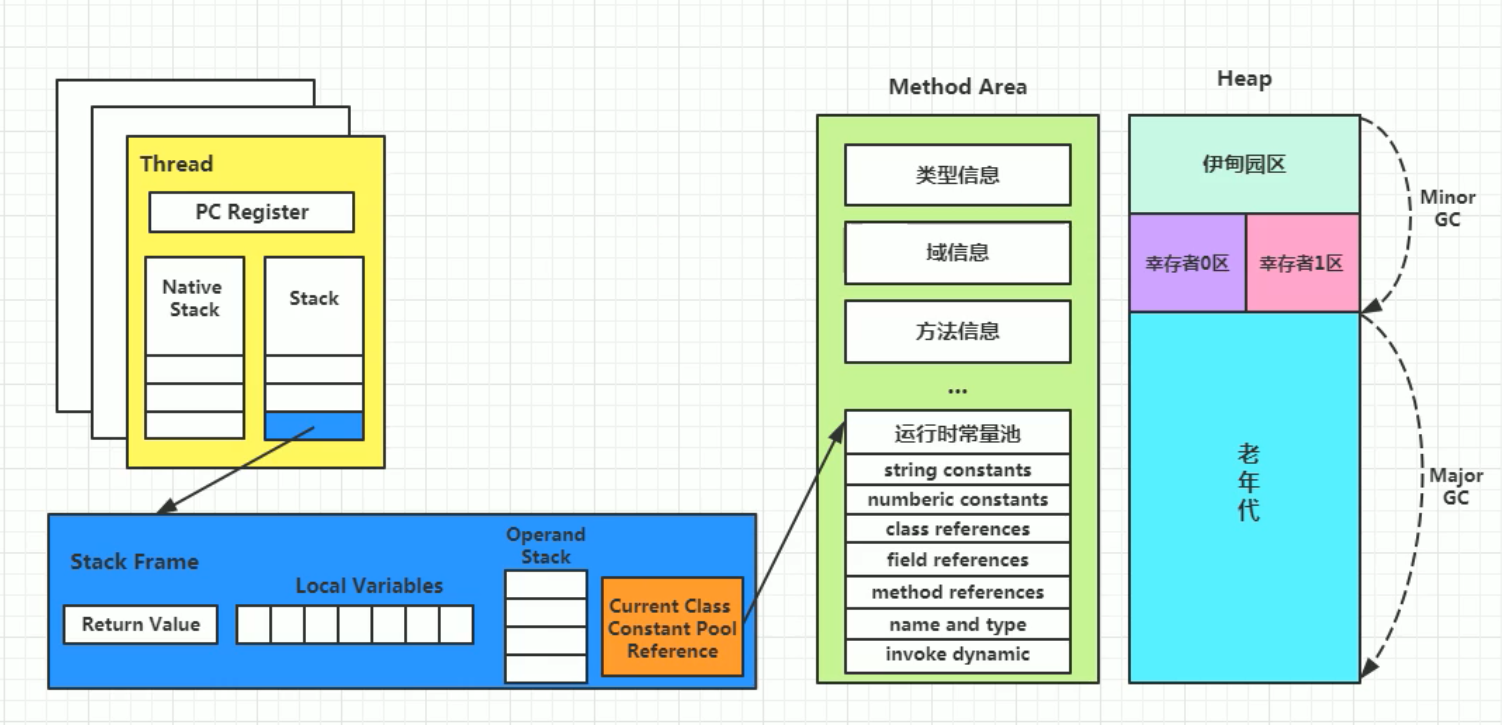 Thread
PC Register
Native
Stack
Stack
Stack Frame
Return Value
Local Variables
Operand
Stack
Current Class
Constant Pool
Reference
Method Area
类型信息
域信息
方法信息
...
运行时常量池
string constants
numberic constants
class references
field references
method references
name and type
invoke dynamic
Heap
伊甸园区
幸存者0区
幸存者1区
老
年
代
Minor
GC
Major
GC